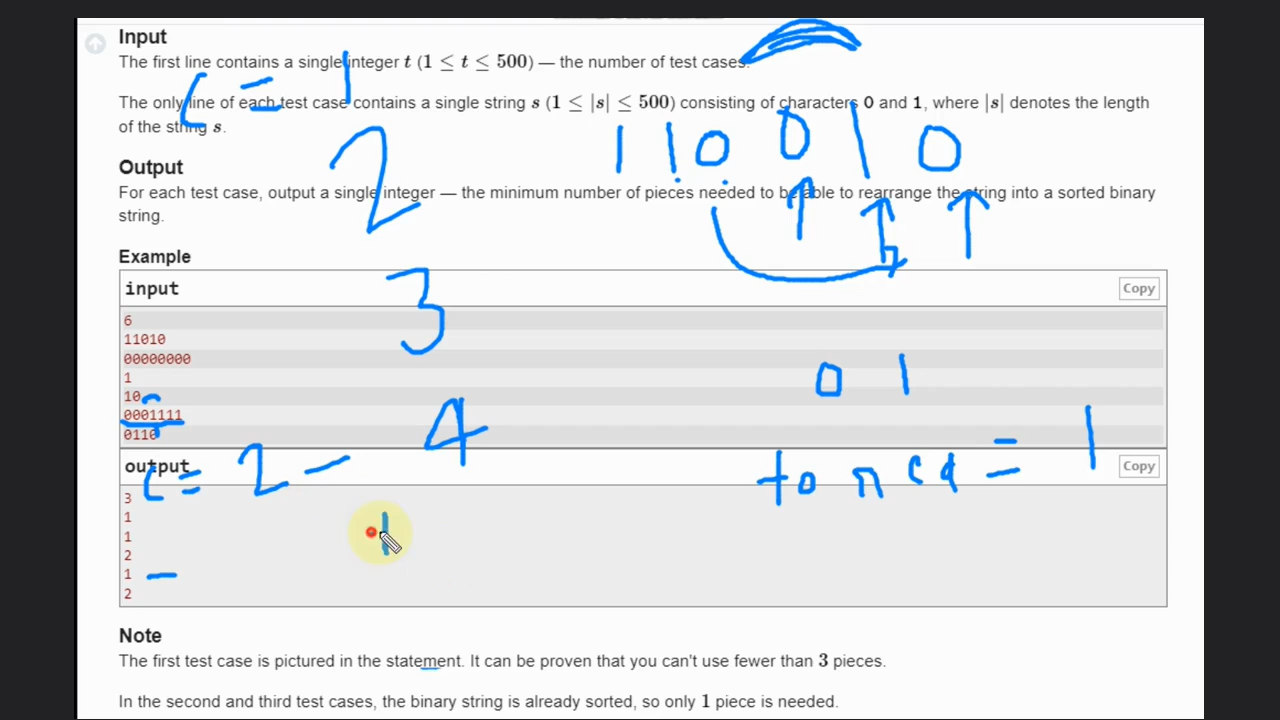 Input
The first line contains a single integer t (1 ≤ t ≤ 500) — the number of test cases.
c = 1
The only line of each test case contains a single string s (1 ≤ |s| ≤ 500) consisting of characters 0 and 1, where |s| denotes the length
of the string s.
1 1 0 0 1 0
2
Output
For each test case, output a single integer — the minimum number of pieces needed to be able to rearrange the string into a sorted binary
string.
Example
3
input
Copy
6
11010
00000000
1
10
0001111
0110
0 1
4
output
Copy
c = 2 -
= 1
3
1
1
2
1
2
1
Note
The first test case is pictured in the statement. It can be proven that you can't use fewer than 3 pieces.
In the second and third test cases, the binary string is already sorted, so only 1 piece is needed.